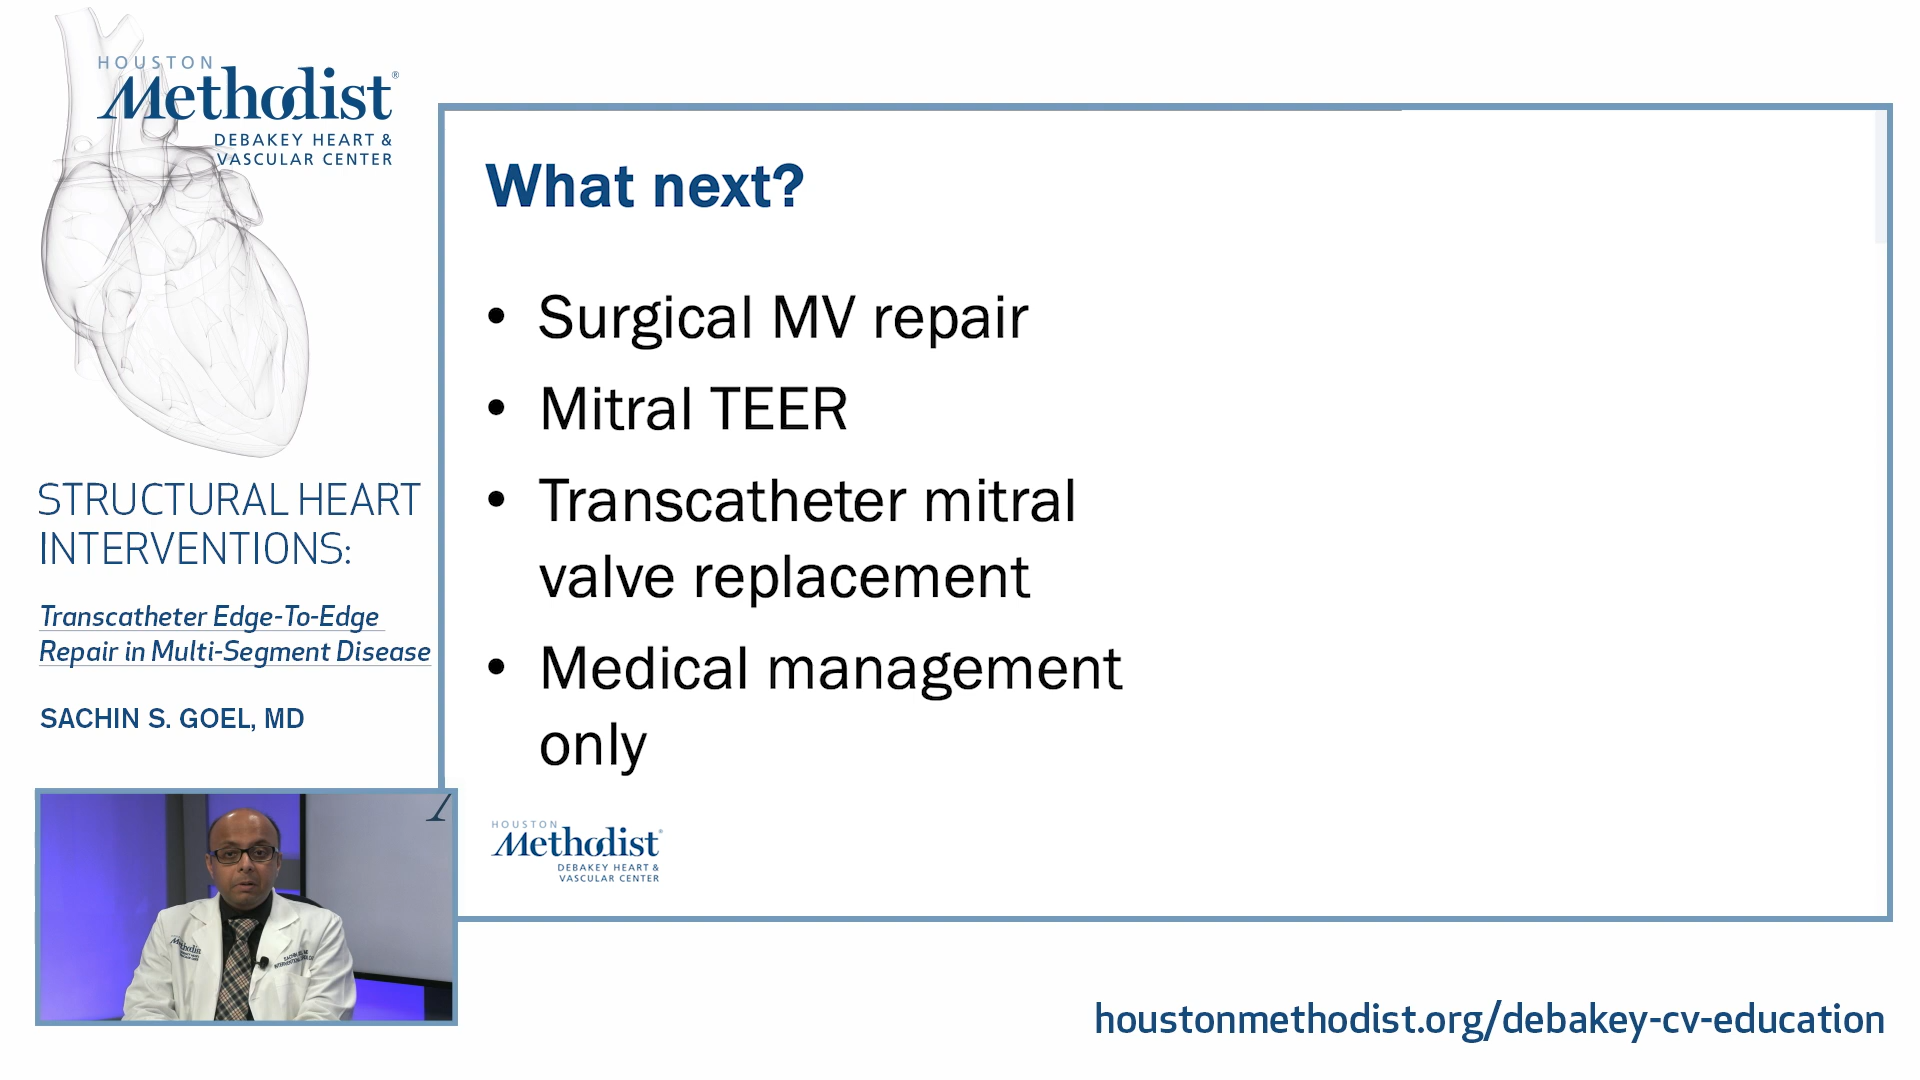 HOUSTON
Methodist®
DEBAKEY HEART &
VASCULAR CENTER
STRUCTURAL HEART
INTERVENTIONS:
Transcatheter Edge-To-Edge
Repair in Multi-Segment Disease
SACHIN S. GOEL, MD
What next?
• Surgical MV repair
• Mitral TEER
• Transcatheter mitral
valve replacement
• Medical management
only
HOUSTON
Methodist®
DEBAKEY HEART &
VASCULAR CENTER
houstonmethodist.org/debakey-cv-education